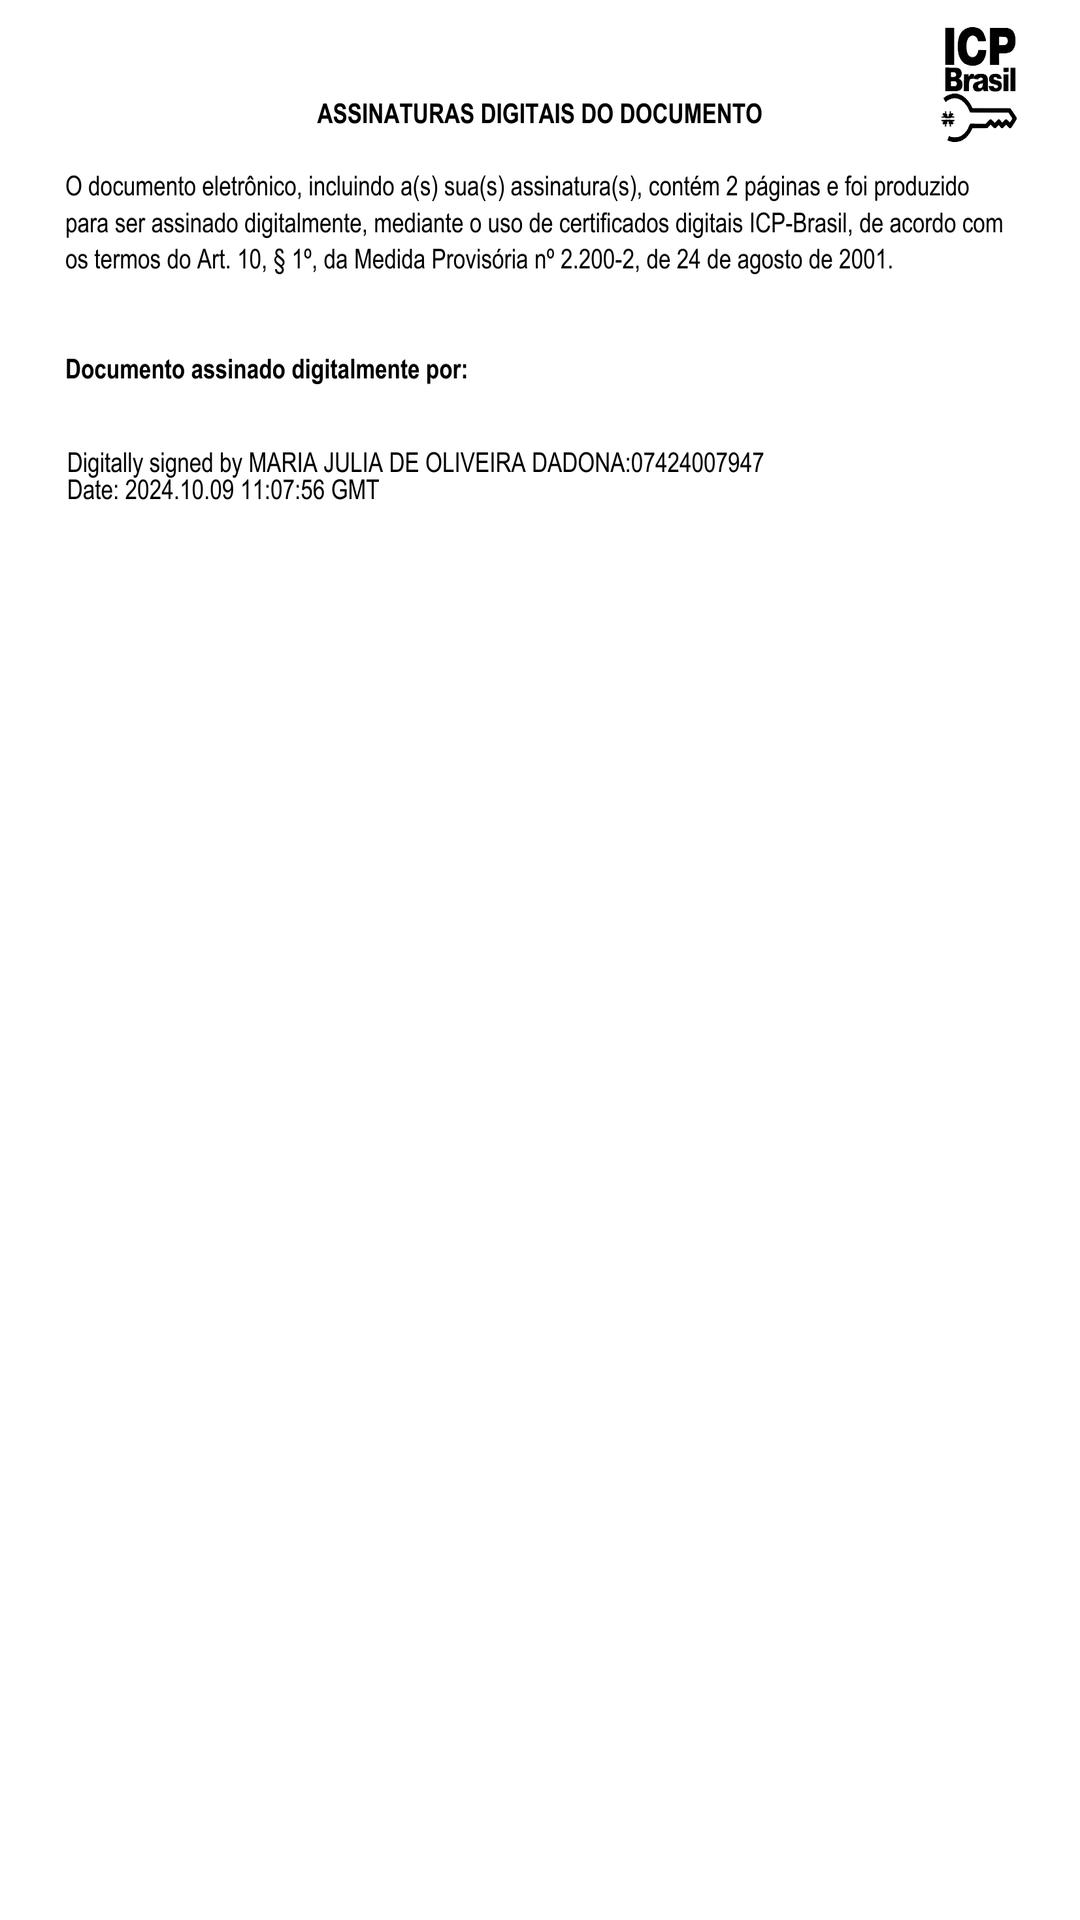 ICP
Brasil
ASSINATURAS DIGITAIS DO DOCUMENTO
O documento eletrônico, incluindo a(s) sua(s) assinatura(s), contém 2 páginas e foi produzido
para ser assinado digitalmente, mediante o uso de certificados digitais ICP-Brasil, de acordo com
os termos do Art. 10, § 1º, da Medida Provisória nº 2.200-2, de 24 de agosto de 2001.
Documento assinado digitalmente por:
Digitally signed by MARIA JULIA DE OLIVEIRA DADONA:07424007947
Date: 2024.10.09 11:07:56 GMT